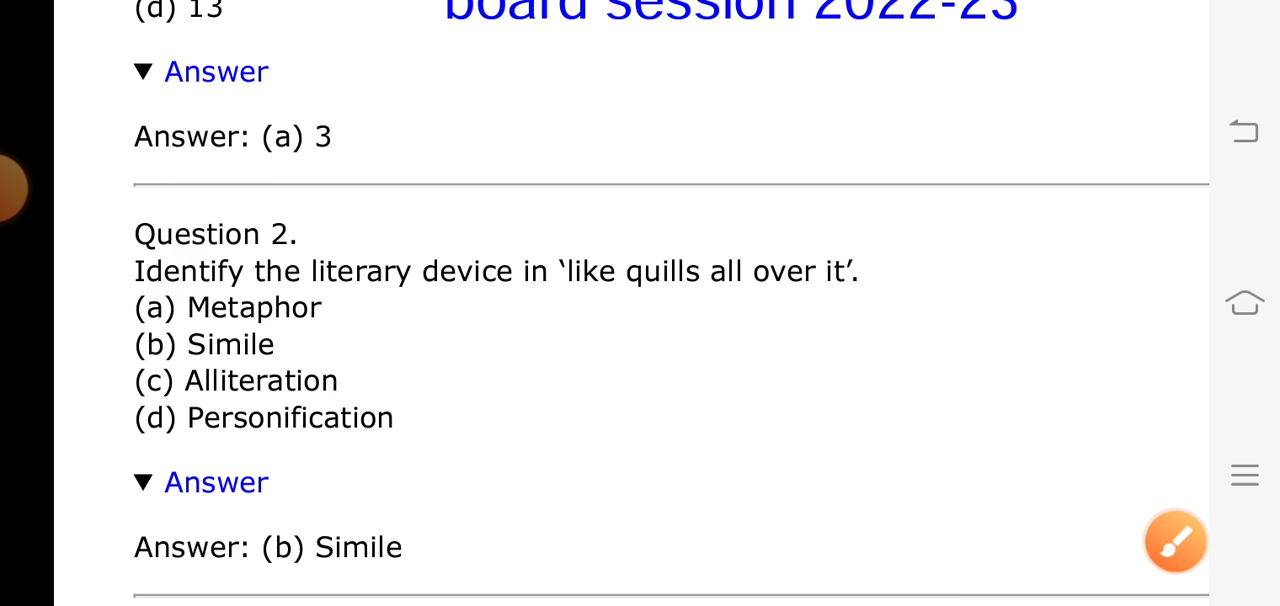 (d) 13
board session 2022-23
▼ Answer
Answer: (a) 3
Question 2.
Identify the literary device in ‘like quills all over it’.
(a) Metaphor
(b) Simile
(c) Alliteration
(d) Personification
▼ Answer
Answer: (b) Simile